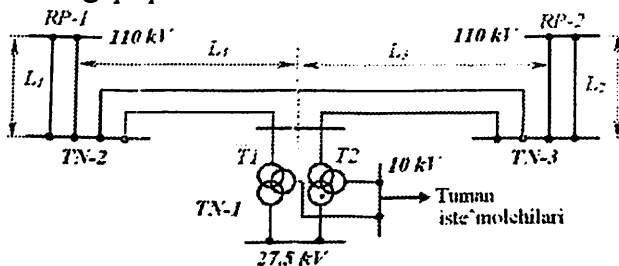 RP-1
110 kV
110 kV
RP-2
L₃
L₁
L₂
TN-2
T1
T2
10 kV
TN-3
TN-1
Tuman
iste'molchilari
27.5 kV